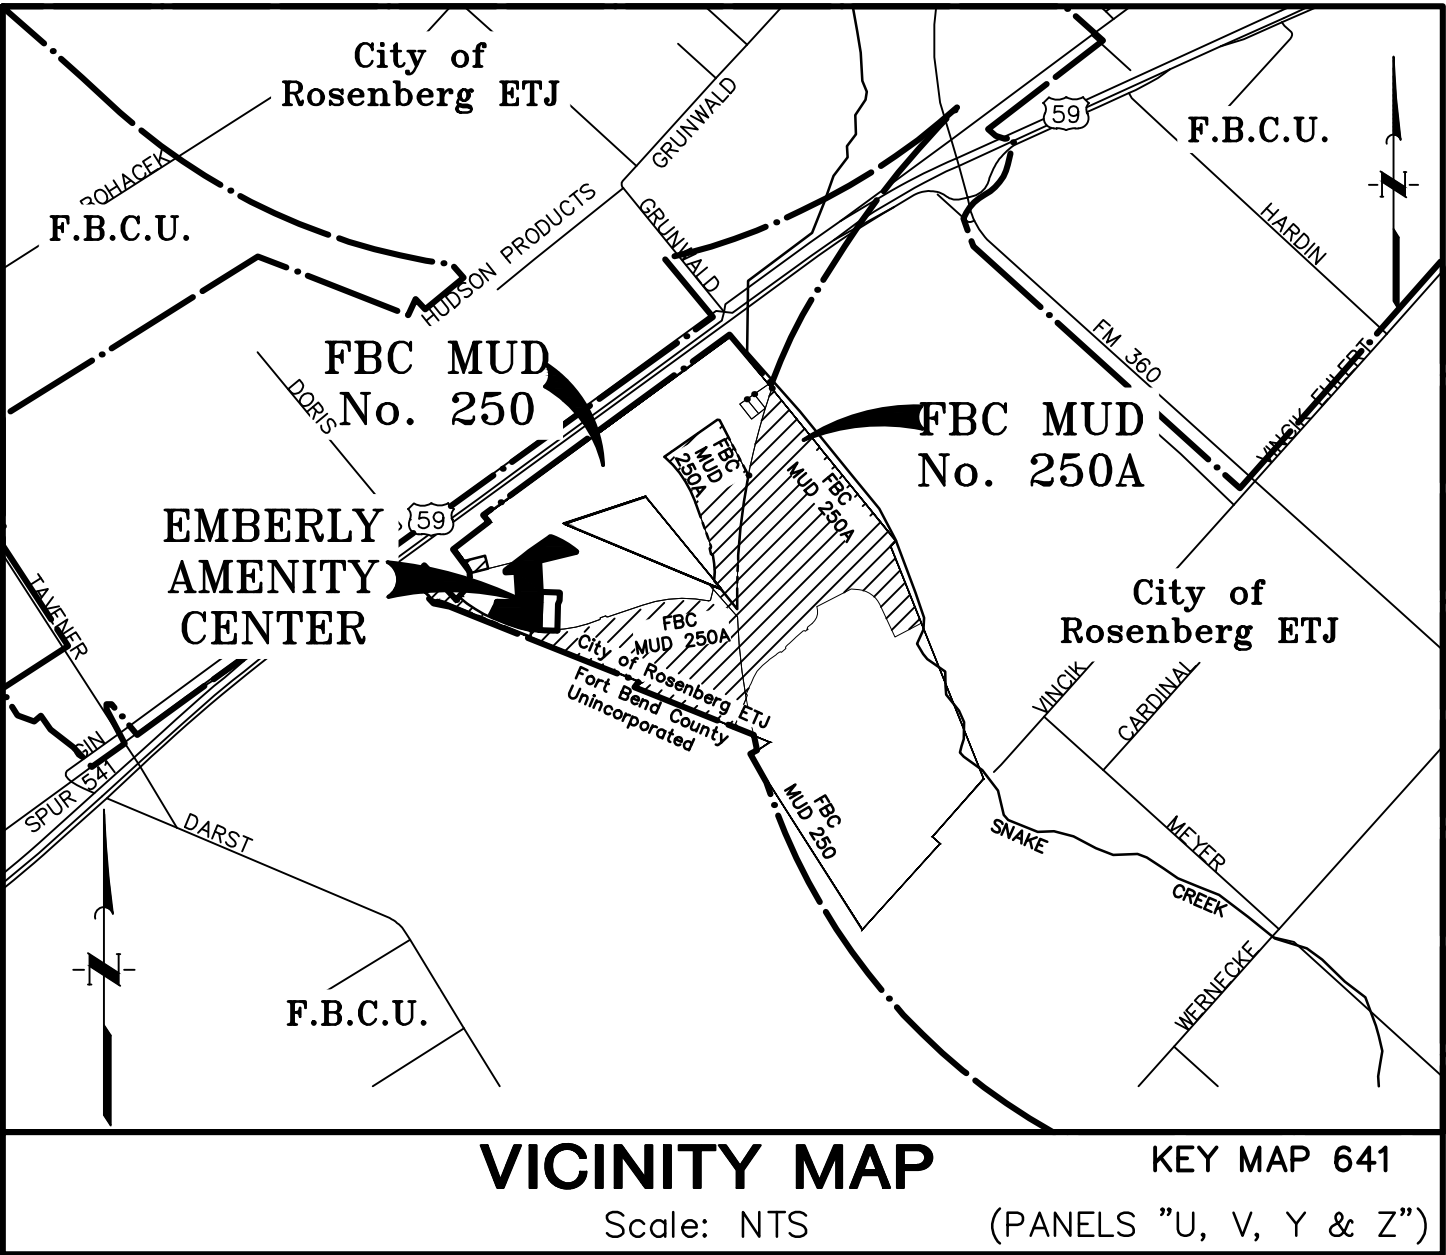 City of
Rosenberg ETJ
59
F.B.C.U.
GRUNWALD
BOHACEK
F.B.C.U.
HUDSON PRODUCTS
GRUNWALD
HARDIN
N
FBC MUD
No. 250
DORIS
FM 360
VINCIK EHLERT
FBC MUD
No. 250A
FBC
MUD
250A
FBC
MUD 250A
EMBERLY
AMENITY
CENTER
59
TAVENER
FBC
MUD 250A
City of Rosenberg ETJ
Fort Bend County
Unincorporated
City of
Rosenberg ETJ
VINCIK
CARDINAL
GIN
SPUR 541
DARST
FBC
MUD 250
SNAKE
CREEK
MEYER
WERNECKE
N
F.B.C.U.
VICINITY MAP
KEY MAP 641
Scale: NTS
(PANELS "U, V, Y & Z")